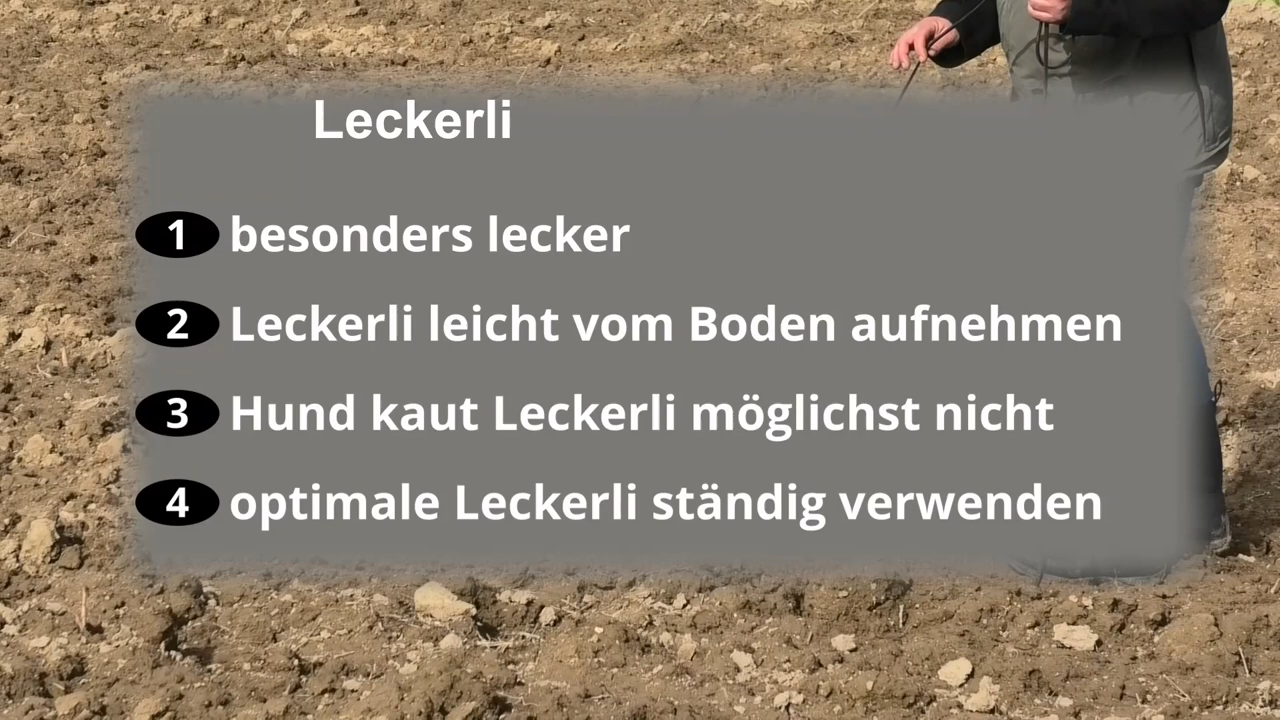 Leckerli
1 besonders lecker
2 Leckerli leicht vom Boden aufnehmen
3 Hund kaut Leckerli möglichst nicht
4 optimale Leckerli ständig verwenden